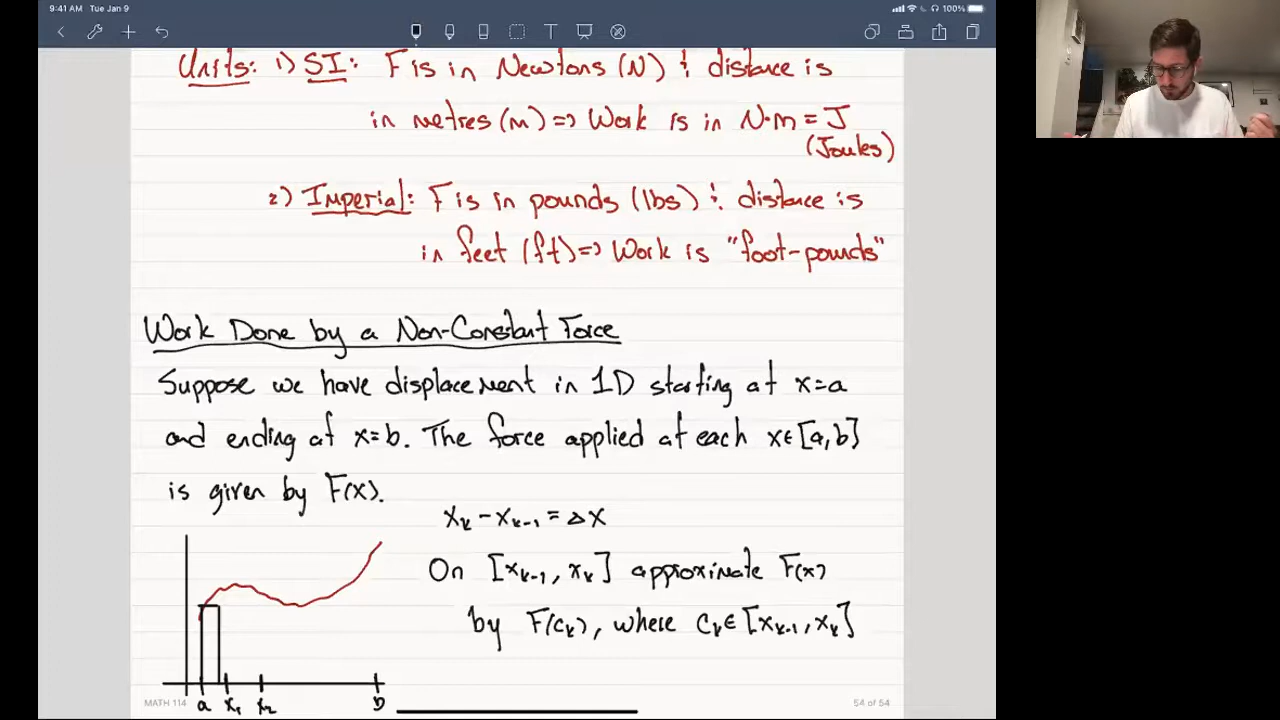 9:41 AM Tue Jan 9
100%
Units: 1) SI: F is in Newtons (N) & distance is
in metres (m) => Work is in N·m = J
(Joules)
2) Imperial: F is in pounds (lbs) & distance is
in feet (ft) => Work is "foot-pounds"
Work Done by a Non-Constant Force
Suppose we have displacement in 1D starting at x=a
and ending at x=b. The force applied at each x∈[a,b]
is given by F(x).
xₖ - xₖ₋₁ = Δx
On [xₖ₋₁, xₖ] approximate F(x)
by F(cₖ), where cₖ∈[xₖ₋₁, xₖ]
a x₁ x₂ b
MATH 114
54 of 54